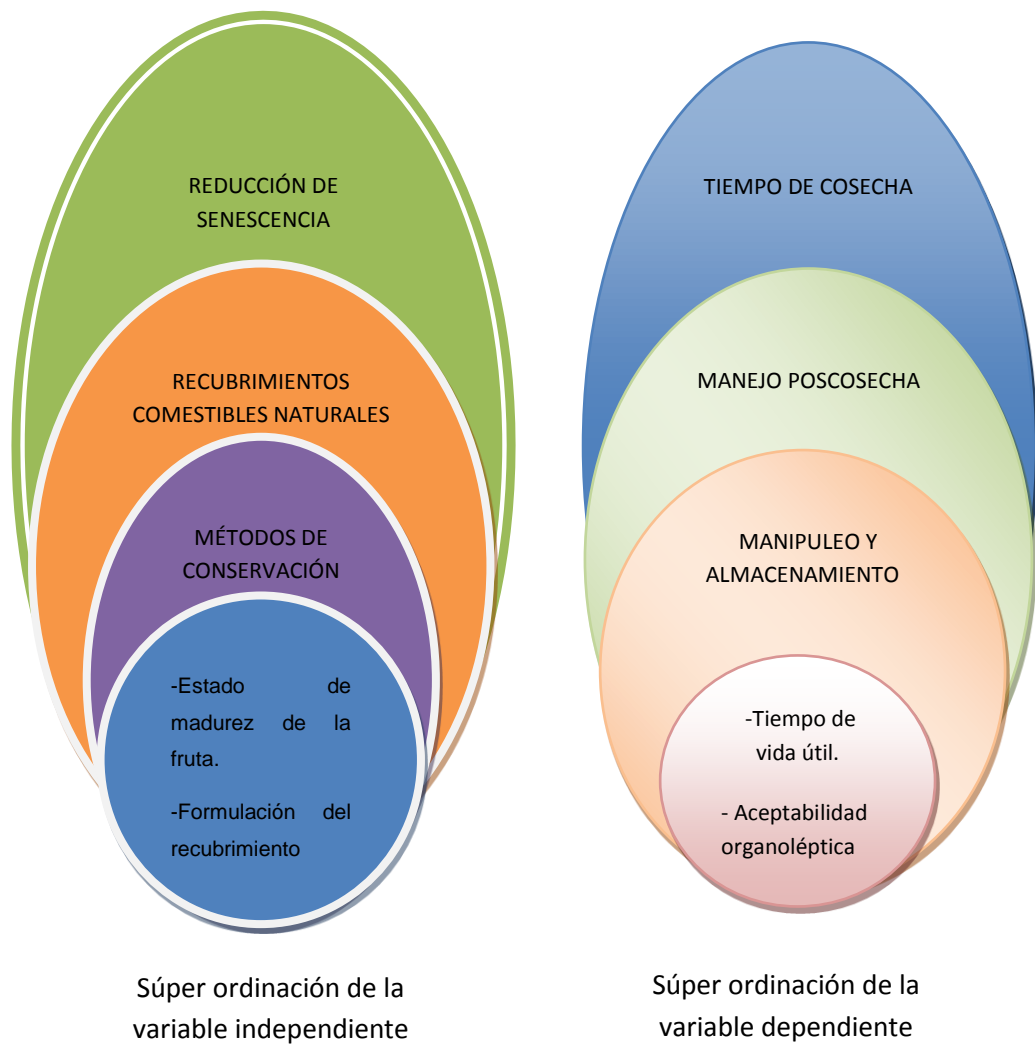 REDUCCIÓN DE
SENESCENCIA
RECUBRIMIENTOS
COMESTIBLES NATURALES
MÉTODOS DE
CONSERVACIÓN
-Estado de
madurez de la
fruta.
-Formulación del
recubrimiento
Súper ordinación de la
variable independiente
TIEMPO DE COSECHA
MANEJO POSCOSECHA
MANIPULEO Y
ALMACENAMIENTO
-Tiempo de
vida útil.
- Aceptabilidad
organoléptica
Súper ordinación de la
variable dependiente